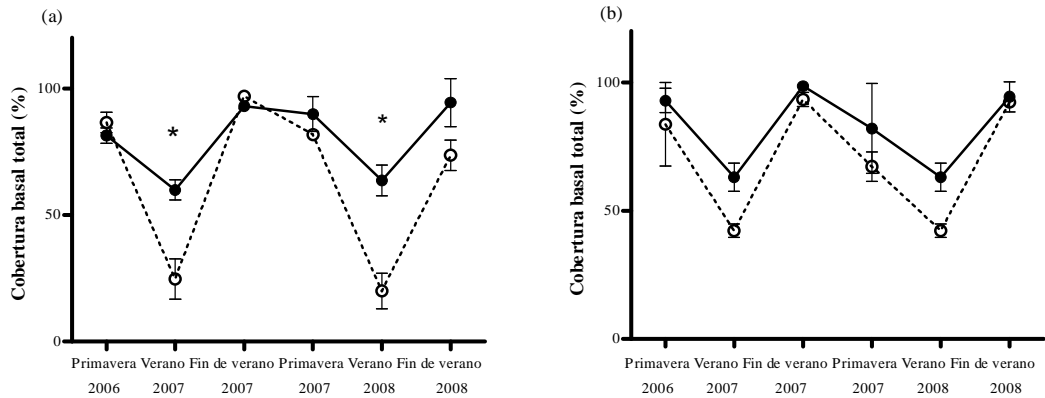 (a)
Cobertura basal total (%)
100
50
0
*
*
Primavera Verano Fin de verano Primavera Verano Fin de verano
2006 2007 2007 2007 2008 2008
(b)
Cobertura basal total (%)
100
50
0
Primavera Verano Fin de verano Primavera Verano Fin de verano
2006 2007 2007 2007 2008 2008